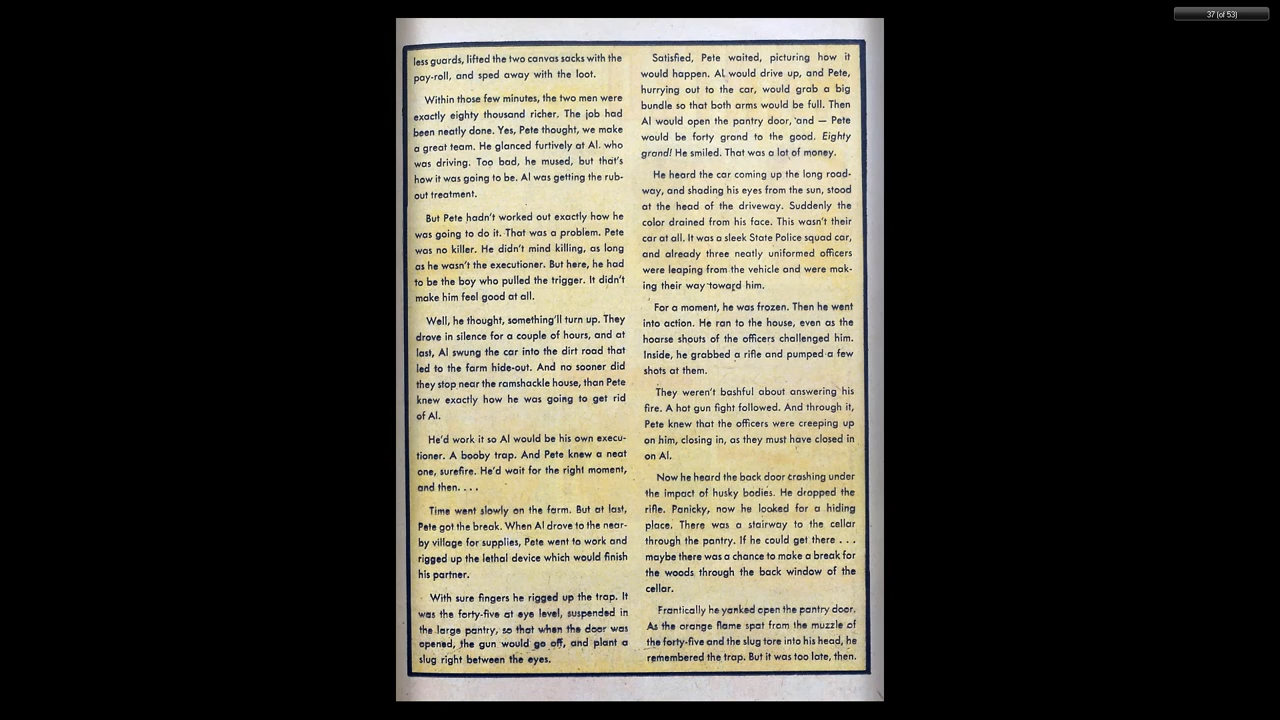 37 (of 53)
less guards, lifted the two canvas sacks with the
pay-roll, and sped away with the loot.
Within those few minutes, the two men were
exactly eighty thousand richer. The job had
been neatly done. Yes, Pete thought, we make
a great team. He glanced furtively at Al. who
was driving. Too bad, he mused, but that's
how it was going to be. Al was getting the rub-
out treatment.
But Pete hadn't worked out exactly how he
was going to do it. That was a problem. Pete
was no killer. He didn't mind killing, as long
as he wasn't the executioner. But here, he had
to be the boy who pulled the trigger. It didn't
make him feel good at all.
Well, he thought, something'll turn up. They
drove in silence for a couple of hours, and at
last, Al swung the car into the dirt road that
led to the farm hide-out. And no sooner did
they stop near the ramshackle house, than Pete
knew exactly how he was going to get rid
of Al.
He'd work it so Al would be his own execu-
tioner. A booby trap. And Pete knew a neat
one, surefire. He'd wait for the right moment,
and then. . . .
Time went slowly on the farm. But at last,
Pete got the break. When Al drove to the near-
by village for supplies, Pete went to work and
rigged up the lethal device which would finish
his partner.
With sure fingers he rigged up the trap. It
was the forty-five at eye level, suspended in
the large pantry, so that when the door was
opened, the gun would go off, and plant a
slug right between the eyes.
Satisfied, Pete waited, picturing how it
would happen. Al would drive up, and Pete,
hurrying out to the car, would grab a big
bundle so that both arms would be full. Then
Al would open the pantry door, and — Pete
would be forty grand to the good. Eighty
grand! He smiled. That was a lot of money.
He heard the car coming up the long road-
way, and shading his eyes from the sun, stood
at the head of the driveway. Suddenly the
color drained from his face. This wasn't their
car at all. It was a sleek State Police squad car,
and already three neatly uniformed officers
were leaping from the vehicle and were mak-
ing their way toward him.
For a moment, he was frozen. Then he went
into action. He ran to the house, even as the
hoarse shouts of the officers challenged him.
Inside, he grabbed a rifle and pumped a few
shots at them.
They weren't bashful about answering his
fire. A hot gun fight followed. And through it,
Pete knew that the officers were creeping up
on him, closing in, as they must have closed in
on Al.
Now he heard the back door crashing under
the impact of husky bodies. He dropped the
rifle. Panicky, now he looked for a hiding
place. There was a stairway to the cellar
through the pantry. If he could get there . . .
maybe there was a chance to make a break for
the woods through the back window of the
cellar.
Frantically he yanked open the pantry door.
As the orange flame spat from the muzzle of
the forty-five and the slug tore into his head, he
remembered the trap. But it was too late, then.